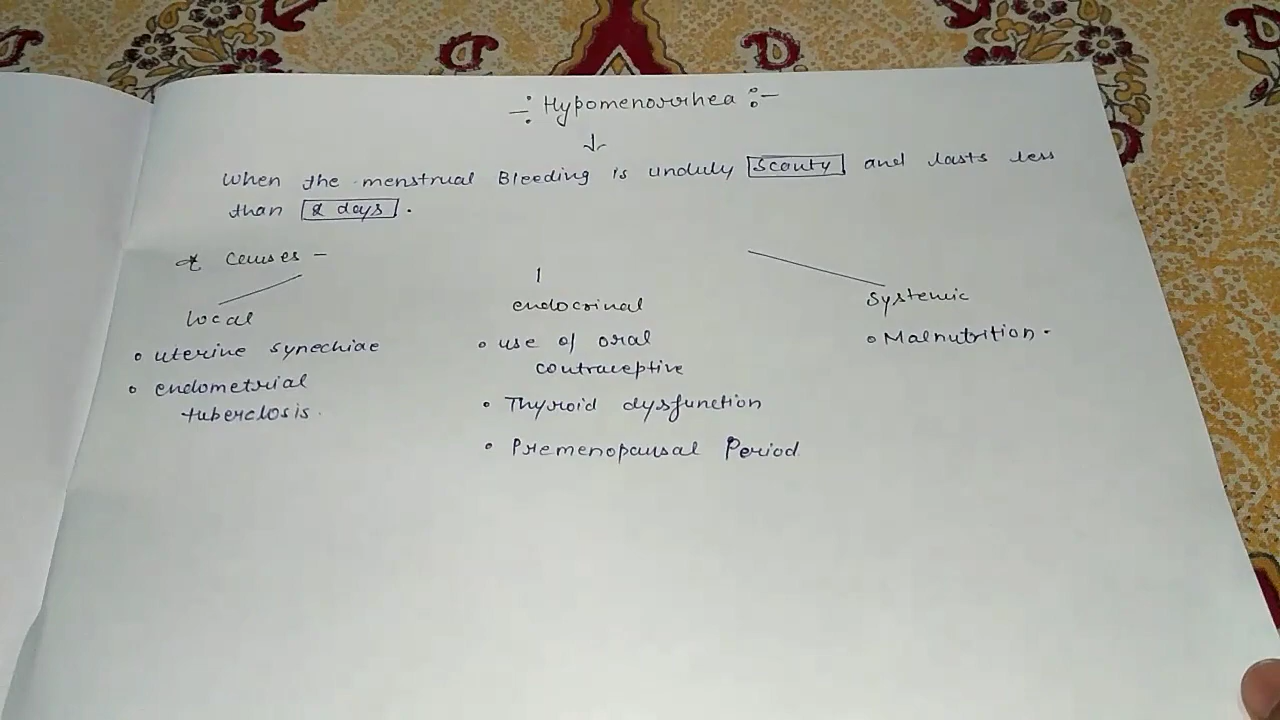 -: Hypomenorrhea :-
When the menstrual Bleeding is unduly Scanty and lasts less
than 2 days.
* Causes -
local
endocrinal
Systemic
• uterine synechiae
• endometrial
tuberclosis.
• use of oral
contraceptive
• Thyroid dysfunction
• Premenopausal Period.
• Malnutrition.